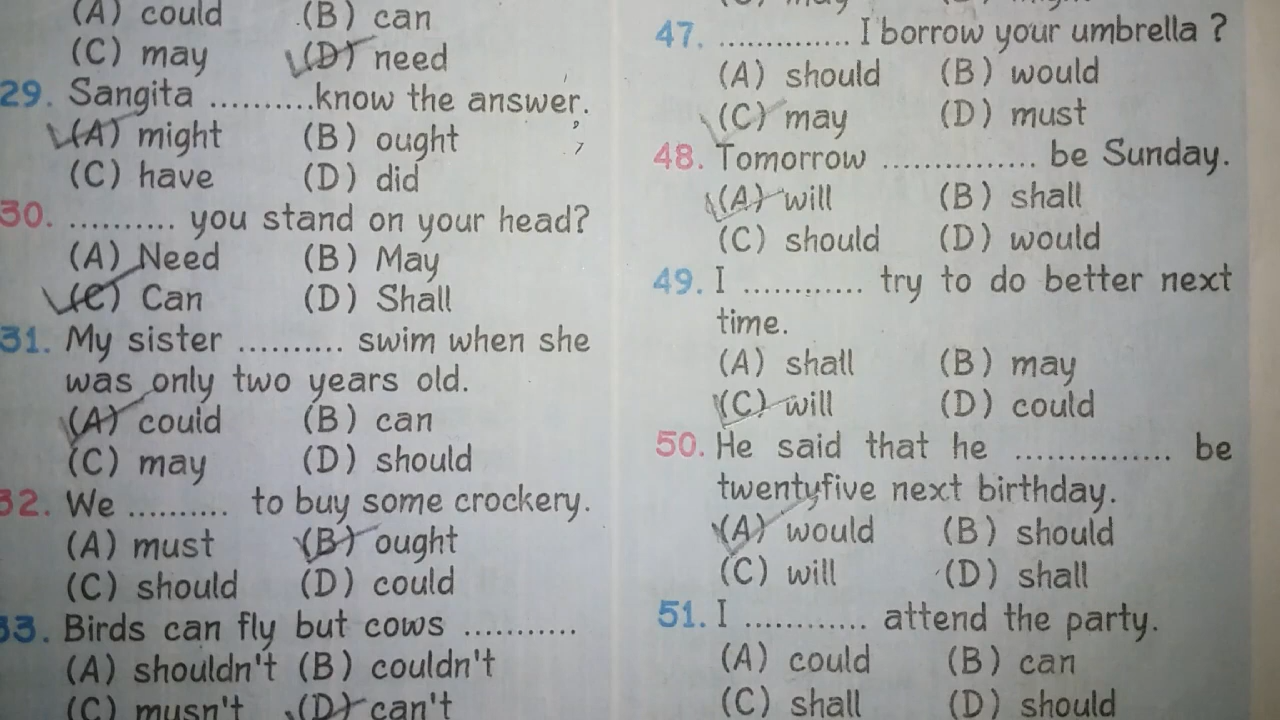 (A) could (B) can
(C) may (D) need
29. Sangita ..........know the answer.
(A) might (B) ought
(C) have (D) did
30. .......... you stand on your head?
(A) Need (B) May
(C) Can (D) Shall
31. My sister .......... swim when she
was only two years old.
(A) could (B) can
(C) may (D) should
32. We .......... to buy some crockery.
(A) must (B) ought
(C) should (D) could
33. Birds can fly but cows ...........
(A) shouldn't (B) couldn't
(C) musn't (D) can't
47. .............. I borrow your umbrella ?
(A) should (B) would
(C) may (D) must
48. Tomorrow ................ be Sunday.
(A) will (B) shall
(C) should (D) would
49. I ............ try to do better next
time.
(A) shall (B) may
(C) will (D) could
50. He said that he ............... be
twentyfive next birthday.
(A) would (B) should
(C) will (D) shall
51. I ............ attend the party.
(A) could (B) can
(C) shall (D) should